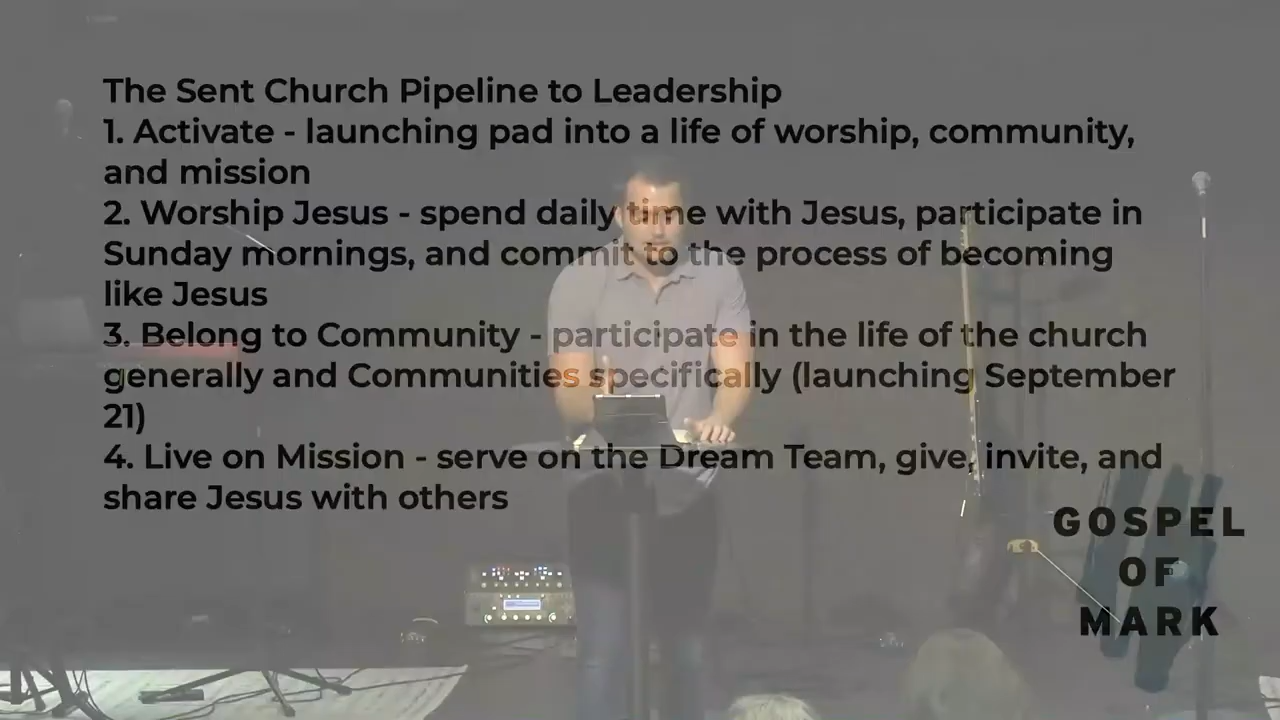 The Sent Church Pipeline to Leadership
1. Activate - launching pad into a life of worship, community,
and mission
2. Worship Jesus - spend daily time with Jesus, participate in
Sunday mornings, and commit to the process of becoming
like Jesus
3. Belong to Community - participate in the life of the church
generally and Communities specifically (launching September
21)
4. Live on Mission - serve on the Dream Team, give, invite, and
share Jesus with others
GOSPEL
OF
MARK